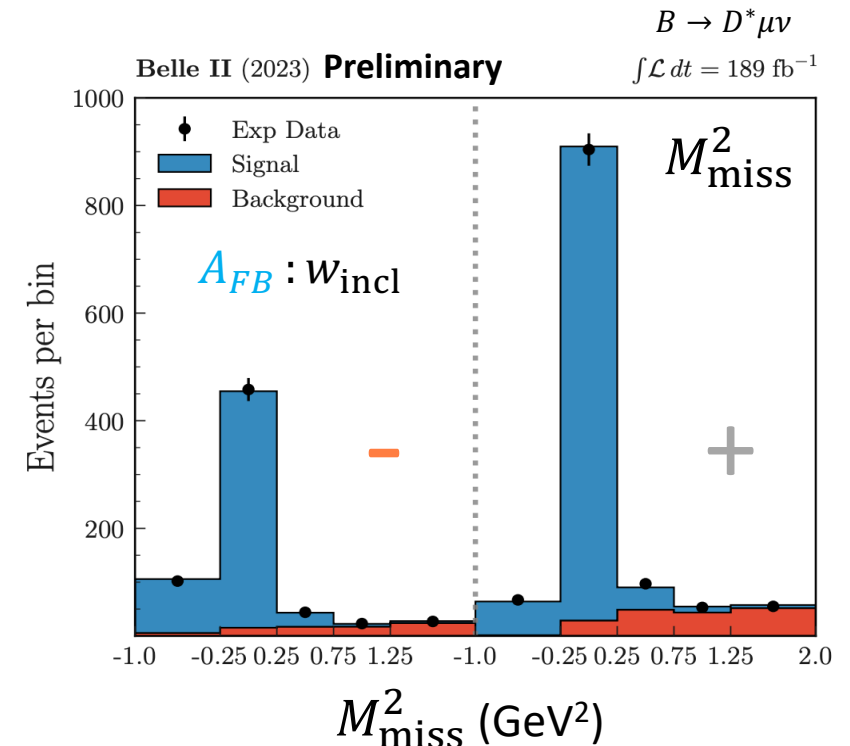 B → D*μν
Belle II (2023) Preliminary ∫ℒ dt = 189 fb⁻¹
1000
Exp Data
Signal
Background
M²miss
800
A_FB : w_incl
600
Events per bin
400
− +
200
-1.0 -0.25 0.25 0.75 1.25 -1.0 -0.25 0.25 0.75 1.25 2.0
M²miss (GeV²)